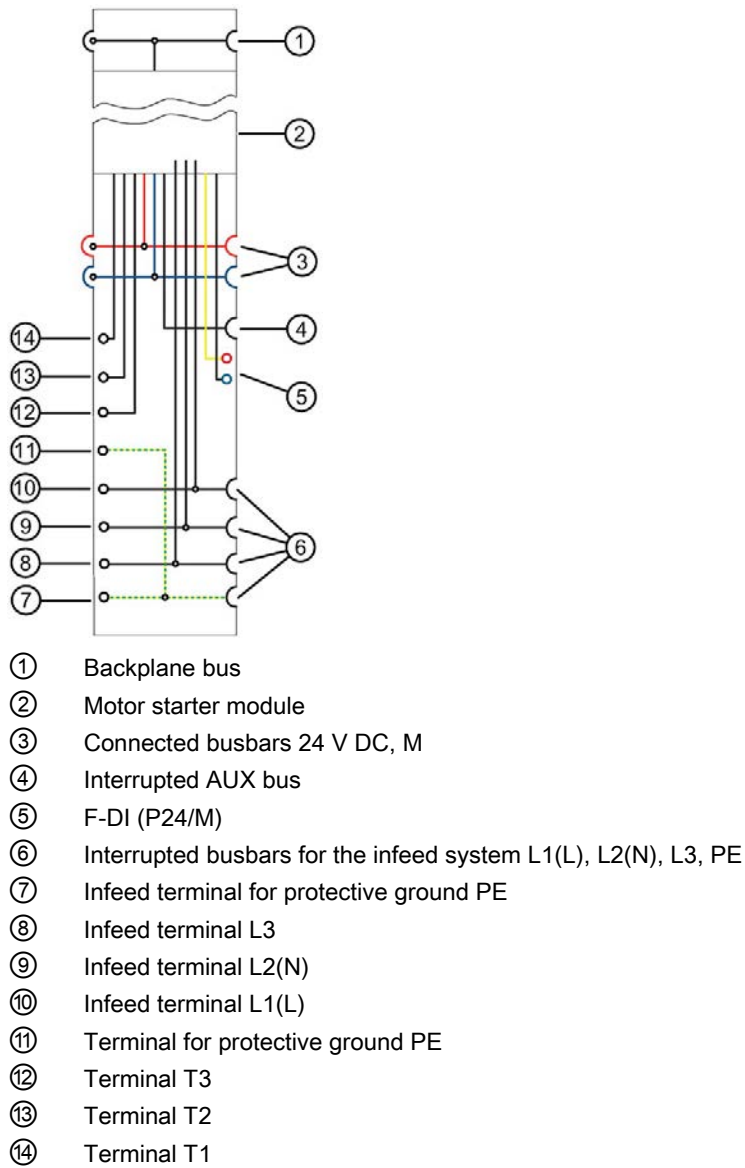 ①
②
③
⑭
④
⑬
⑤
⑫
⑪
⑩
⑨
⑥
⑧
⑦
① Backplane bus
② Motor starter module
③ Connected busbars 24 V DC, M
④ Interrupted AUX bus
⑤ F-DI (P24/M)
⑥ Interrupted busbars for the infeed system L1(L), L2(N), L3, PE
⑦ Infeed terminal for protective ground PE
⑧ Infeed terminal L3
⑨ Infeed terminal L2(N)
⑩ Infeed terminal L1(L)
⑪ Terminal for protective ground PE
⑫ Terminal T3
⑬ Terminal T2
⑭ Terminal T1